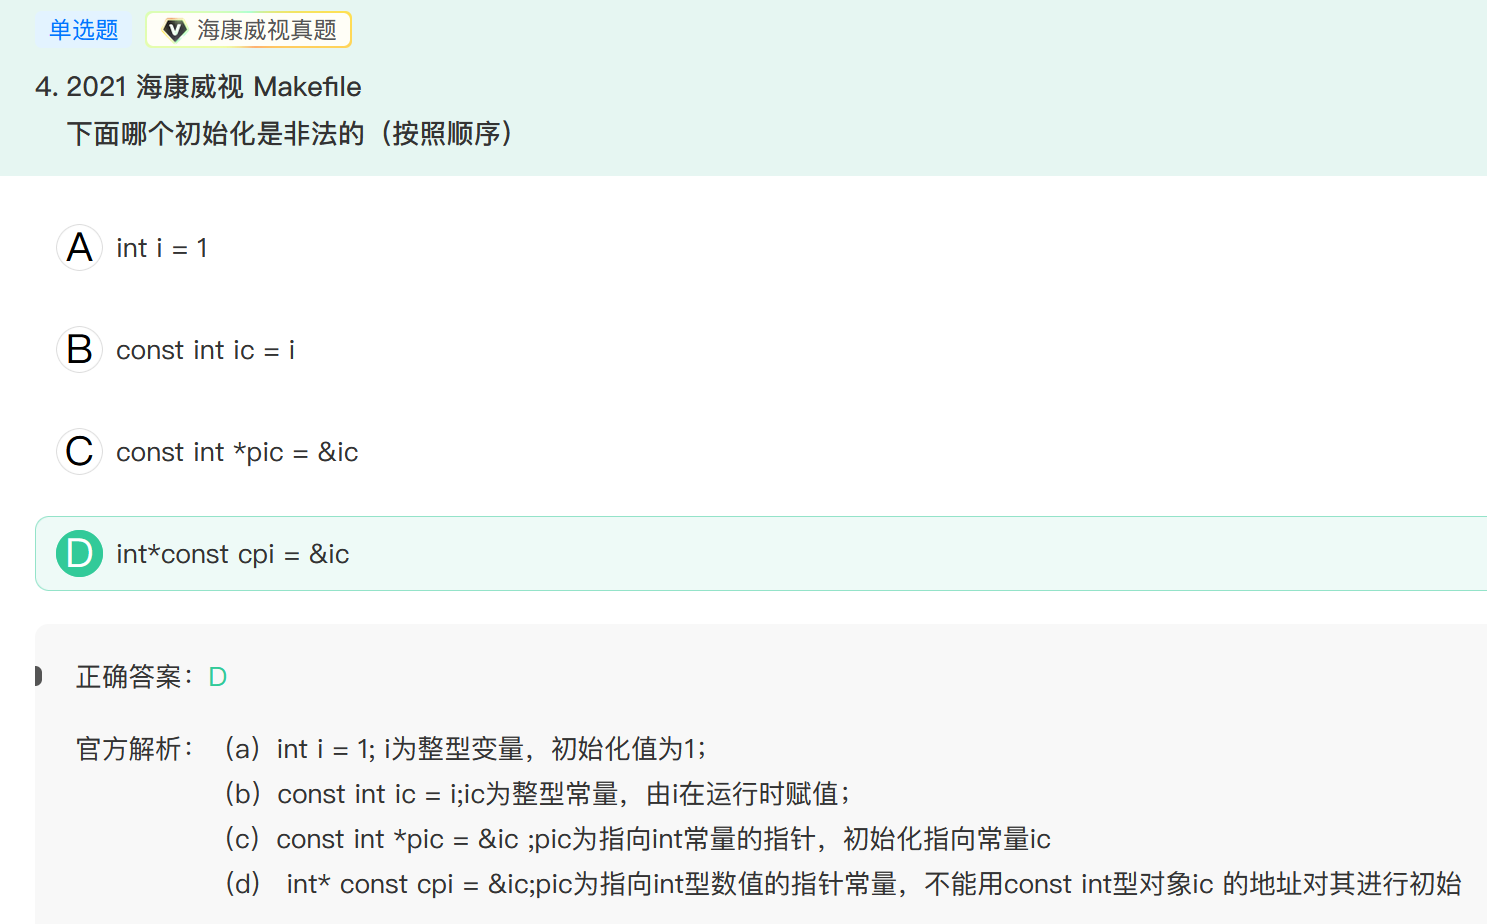 单选题 海康威视真题
4. 2021 海康威视 Makefile
下面哪个初始化是非法的（按照顺序）
A int i = 1
B const int ic = i
C const int *pic = &ic
D int*const cpi = &ic
正确答案：D
官方解析：（a）int i = 1; i为整型变量，初始化值为1；
（b）const int ic = i;ic为整型常量，由i在运行时赋值；
（c）const int *pic = &ic ;pic为指向int常量的指针，初始化指向常量ic
（d） int* const cpi = &ic;pic为指向int型数值的指针常量，不能用const int型对象ic 的地址对其进行初始